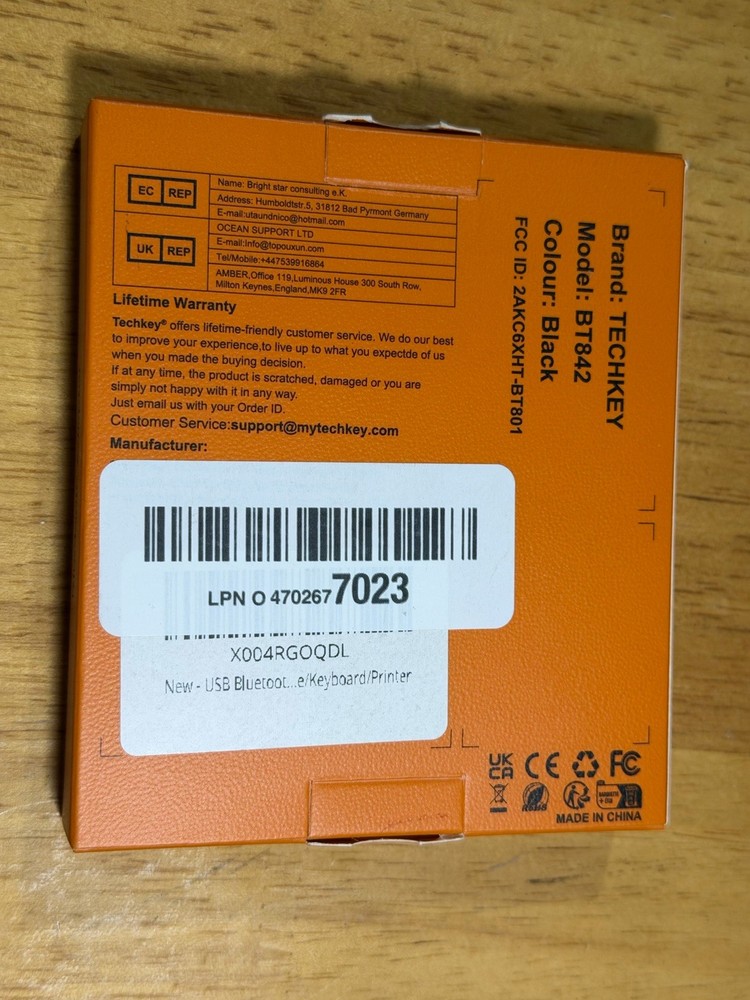 EC REP
Name: Bright star consulting e.K.
Address: Humboldtstr.5, 31812 Bad Pyrmont Germany
E-mail:utaundnico@hotmail.com
UK REP
OCEAN SUPPORT LTD
E-mail:info@topouxun.com
Tel/Mobile:+447539916864
AMBER,Office 119,Luminous House 300 South Row,
Milton Keynes,England,MK9 2FR
Lifetime Warranty
Techkey® offers lifetime-friendly customer service. We do our best
to improve your experience,to live up to what you expectde of us
when you made the buying decision.
If at any time, the product is scratched, damaged or you are
simply not happy with it in any way.
Just email us with your Order ID.
Customer Service:support@mytechkey.com
Manufacturer:
Brand: TECHKEY
Model: BT842
Colour: Black
FCC ID: 2AKC6XHT-BT801
LPN O 4702677023
X004RGOQDL
New - USB Bluetoot...e/Keyboard/Printer
UK
CA
CE
FC
RoHS
MADE IN CHINA